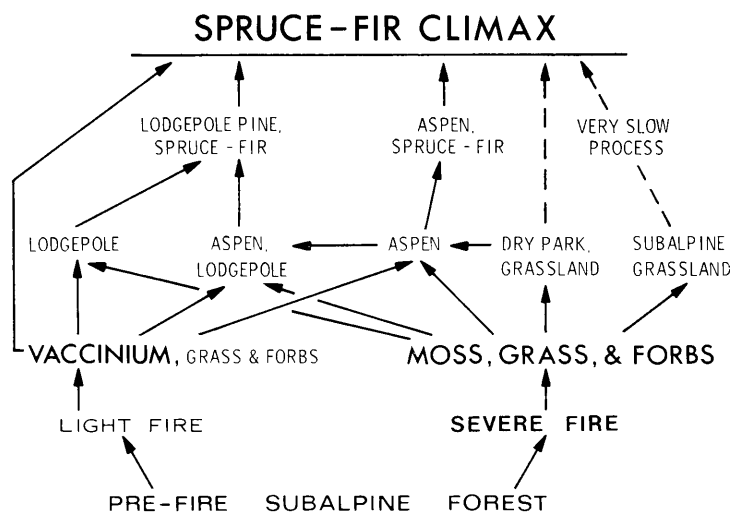 SPRUCE-FIR CLIMAX
LODGEPOLE PINE,
SPRUCE - FIR
ASPEN,
SPRUCE - FIR
VERY SLOW
PROCESS
LODGEPOLE
ASPEN,
LODGEPOLE
ASPEN
DRY PARK,
GRASSLAND
SUBALPINE
GRASSLAND
VACCINIUM, GRASS & FORBS
MOSS, GRASS, & FORBS
LIGHT FIRE
SEVERE FIRE
PRE-FIRE SUBALPINE FOREST